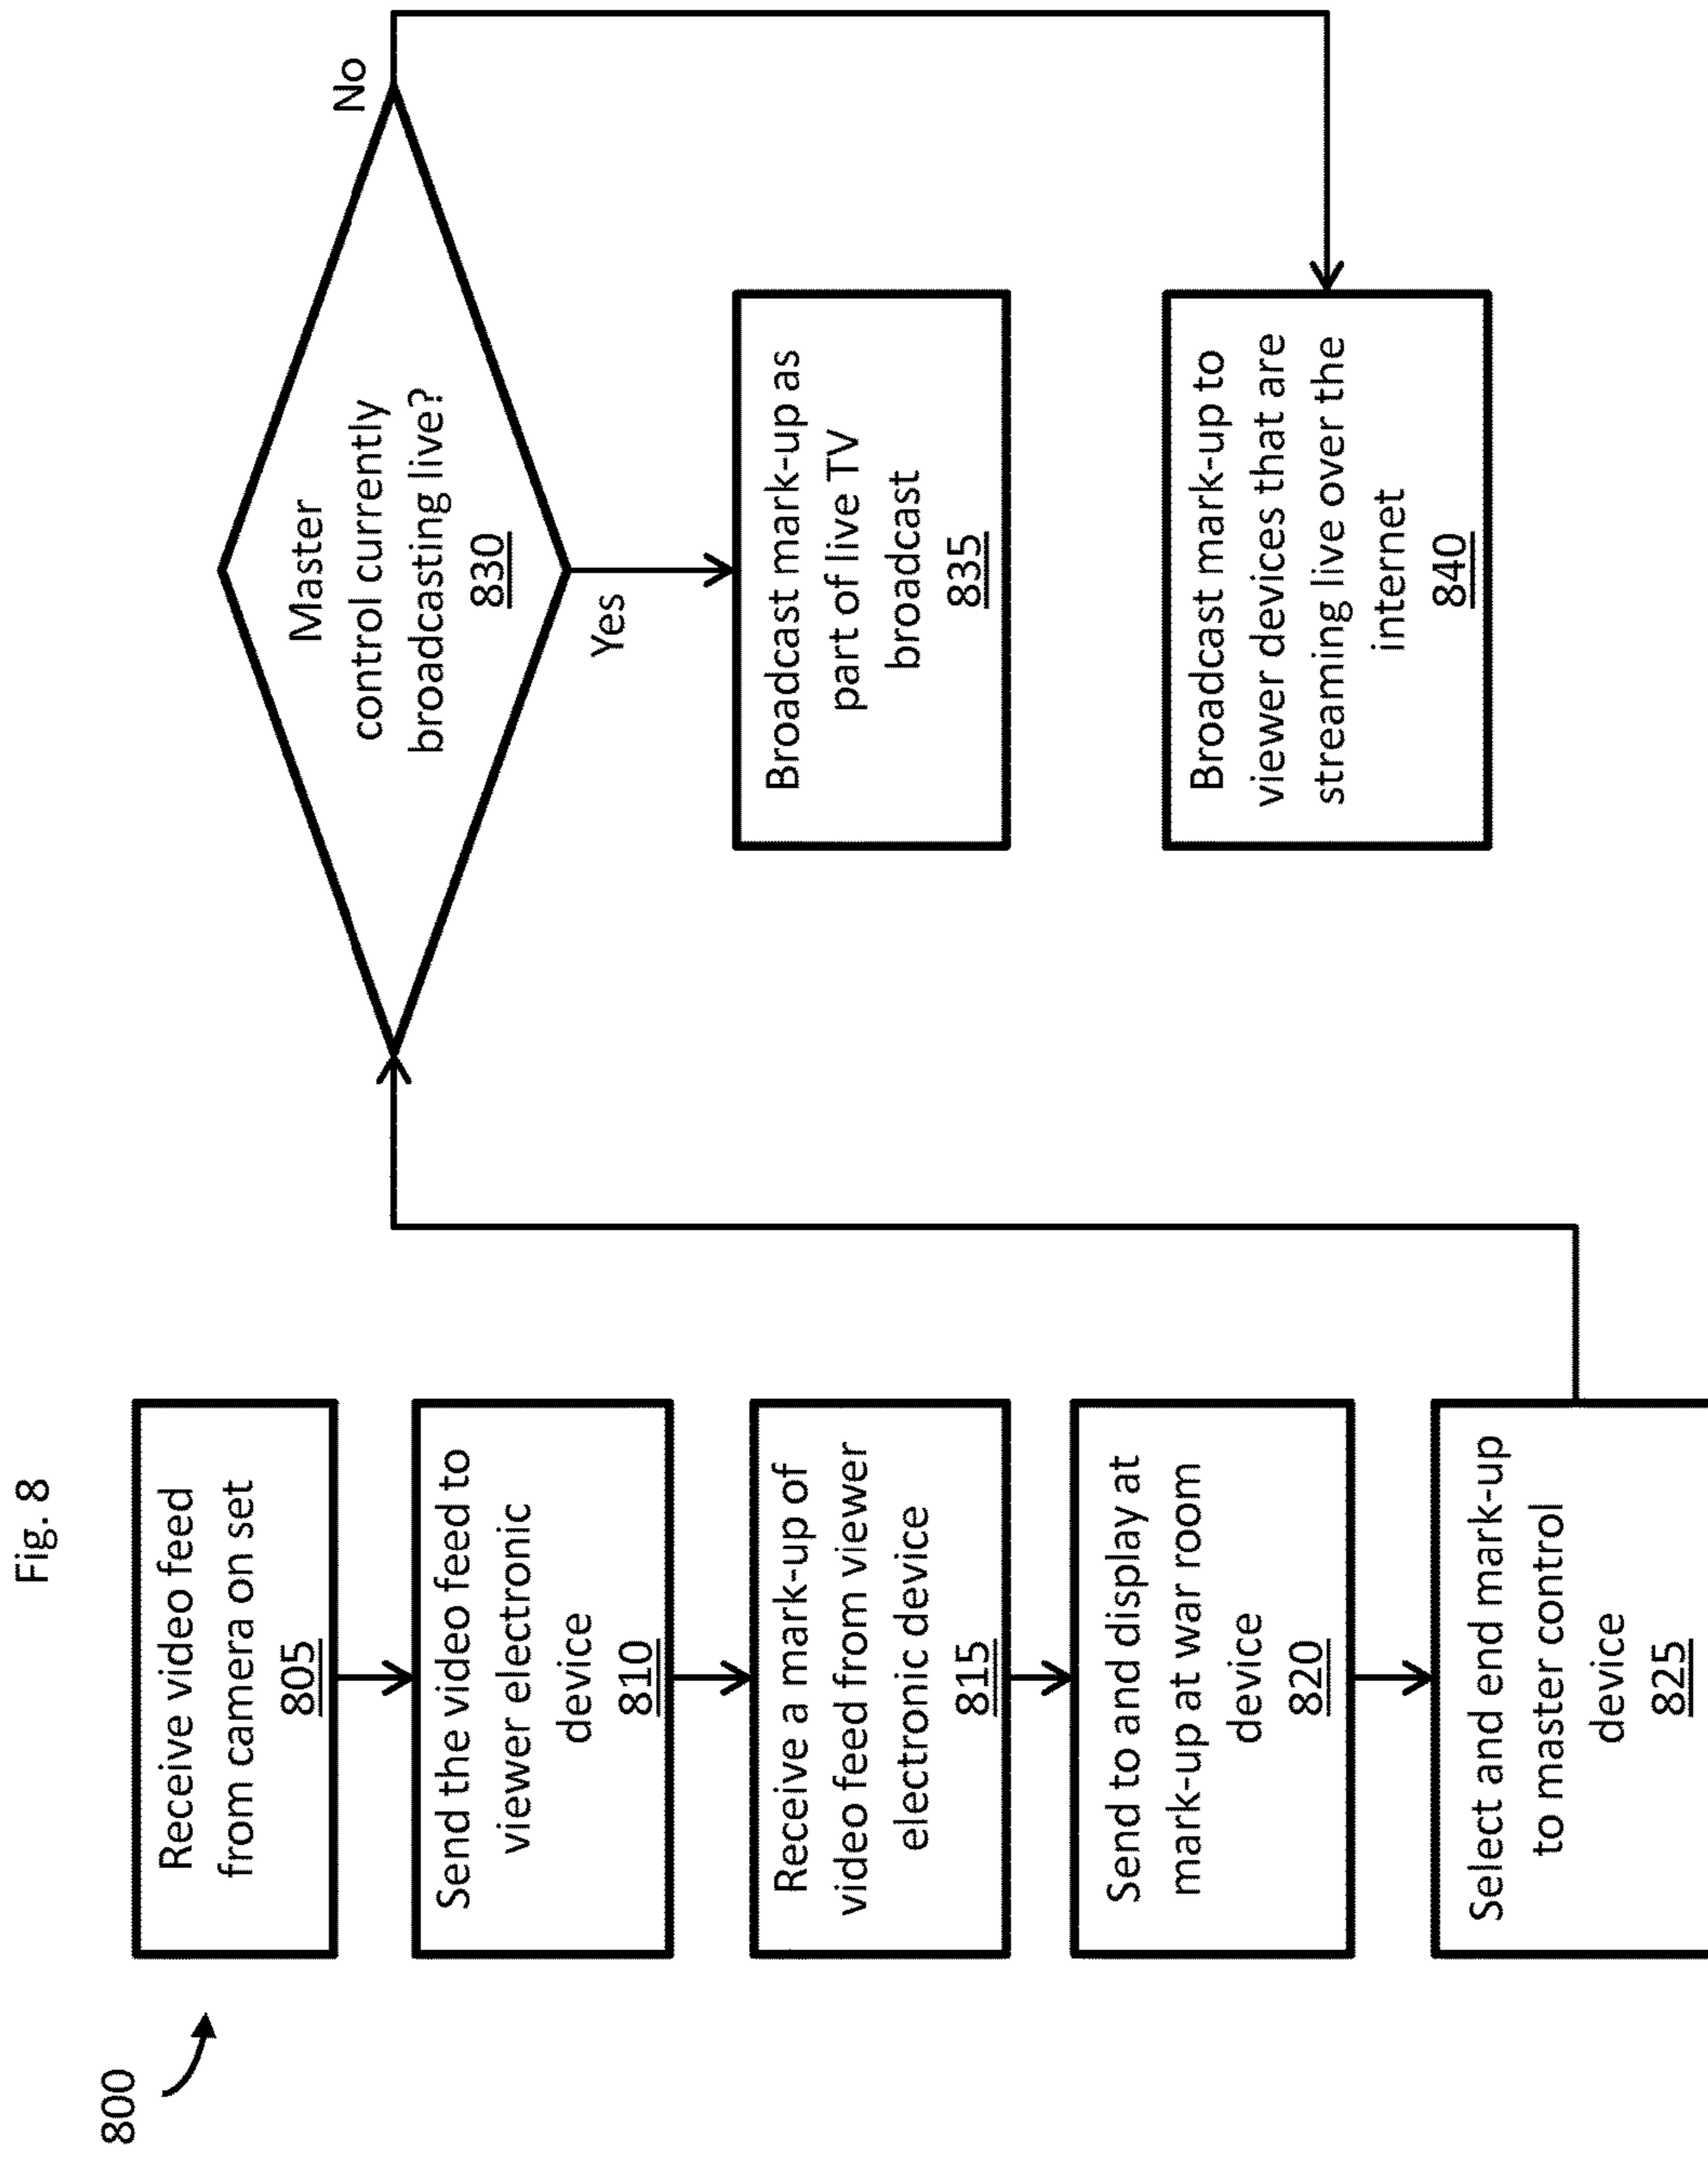 Fig. 8
800
Receive video feed
from camera on set
805
Send the video feed to
viewer electronic
device
810
Receive a mark-up of
video feed from viewer
electronic device
815
Send to and display at
mark-up at war room
device
820
Select and end mark-up
to master control
device
825
Master
control currently
broadcasting live?
830
No
Yes
Broadcast mark-up as
part of live TV
broadcast
835
Broadcast mark-up to
viewer devices that are
streaming live over the
internet
840